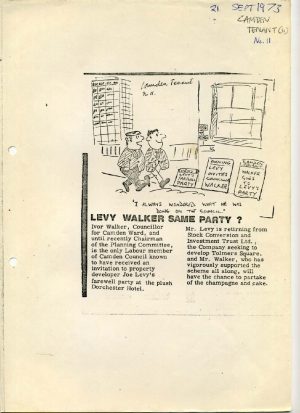 21 SEPT 1973
CAMDEN
TENANT (3)
No. 11
Camden Tenant
"I ALWAYS WONDERED WHAT HE WAS
DOING ON THE COUNCIL."
LEVY WALKER SAME PARTY ?
Ivor Walker, Councillor
for Camden Ward, and
until recently Chairman
of the Planning Committee,
is the only Labour member
of Camden Council known
to have received an
invitation to property
developer Joe Levy's
farewell party at the plush
Dorchester Hotel.
Mr. Levy is retiring from
Stock Conversion and
Investment Trust Ltd.,
the Company seeking to
develop Tolmers Square,
and Mr. Walker, who has
vigorously supported the
scheme all along, will
have the chance to partake
of the champagne and cake.